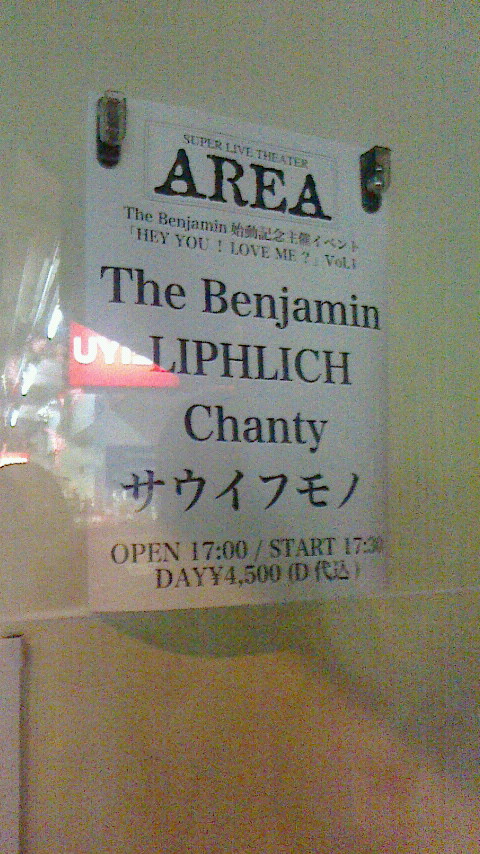 SUPER LIVE THEATER
AREA
The Benjamin 始動記念主催イベント
「HEY YOU ! LOVE ME ? 」Vol.1
The Benjamin
LIPHLICH
Chanty
サウイフモノ
OPEN 17:00 / START 17:30
DAY¥4,500 (D代込)